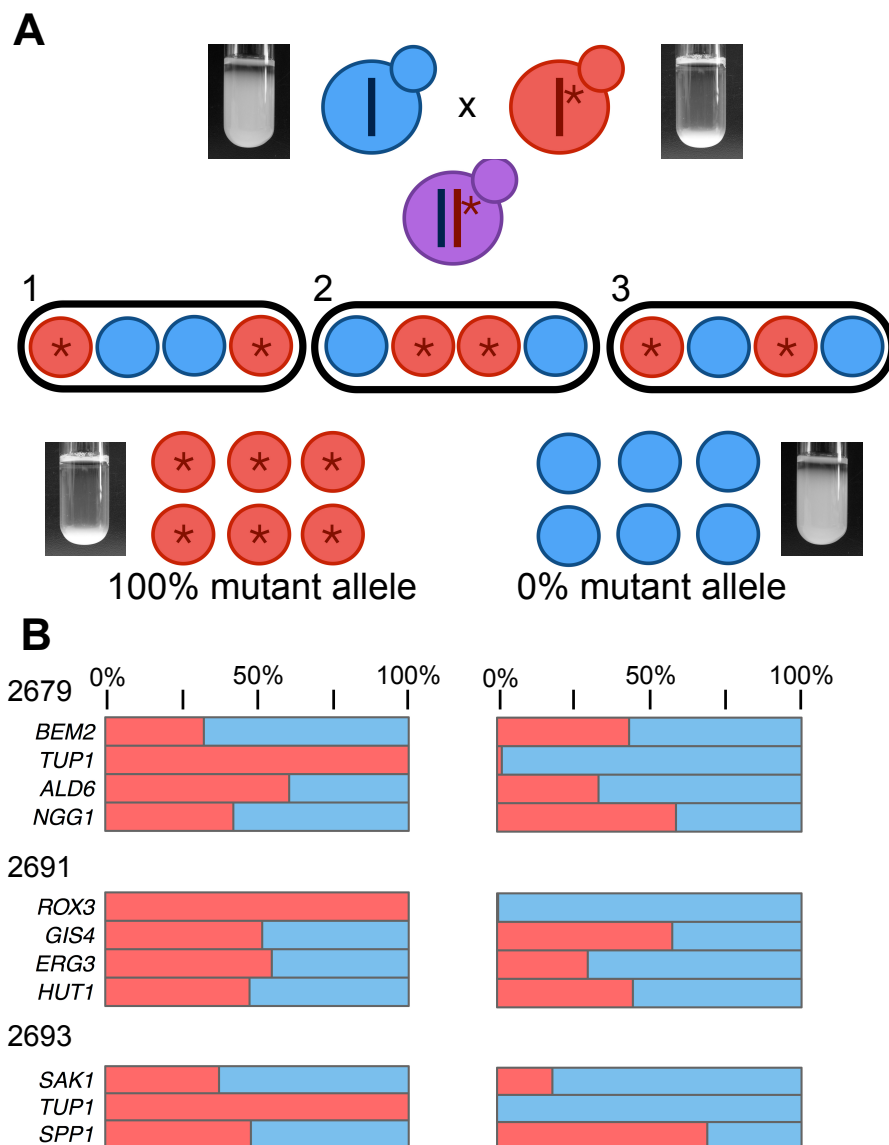 A
x
*
*
1
2
3
* * * * * *
* * *
* * *
100% mutant allele
0% mutant allele
B
0% 50% 100%
0% 50% 100%
2679
BEM2
TUP1
ALD6
NGG1
2691
ROX3
GIS4
ERG3
HUT1
2693
SAK1
TUP1
SPP1